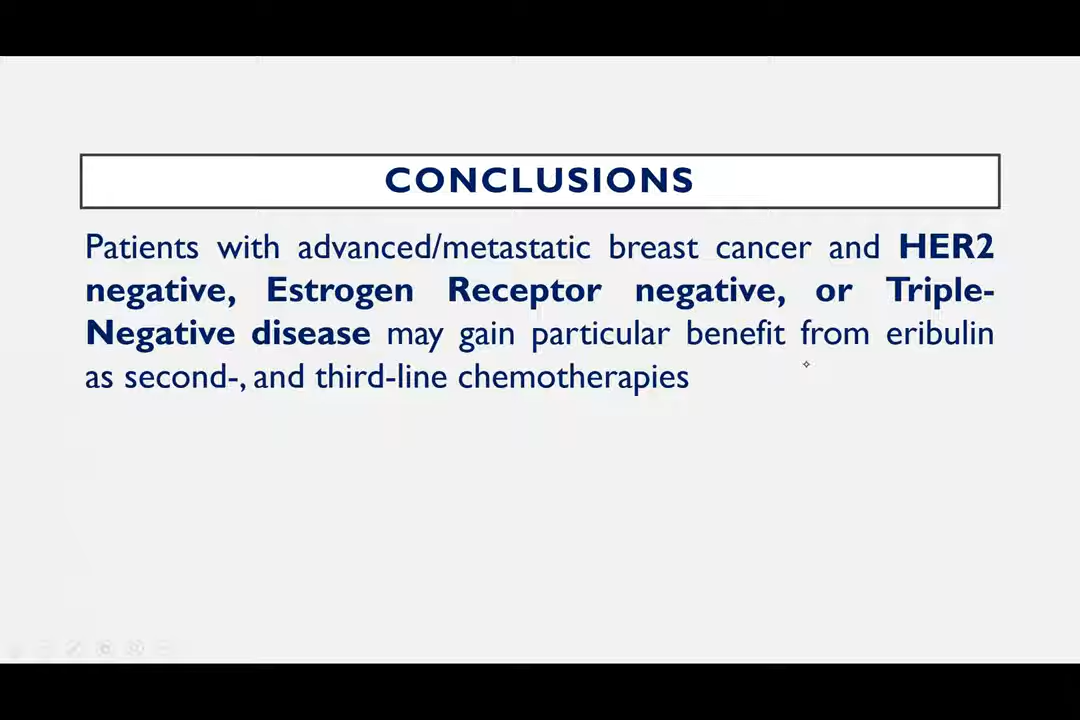 CONCLUSIONS
Patients with advanced/metastatic breast cancer and HER2
negative, Estrogen Receptor negative, or Triple-
Negative disease may gain particular benefit from eribulin
as second-, and third-line chemotherapies